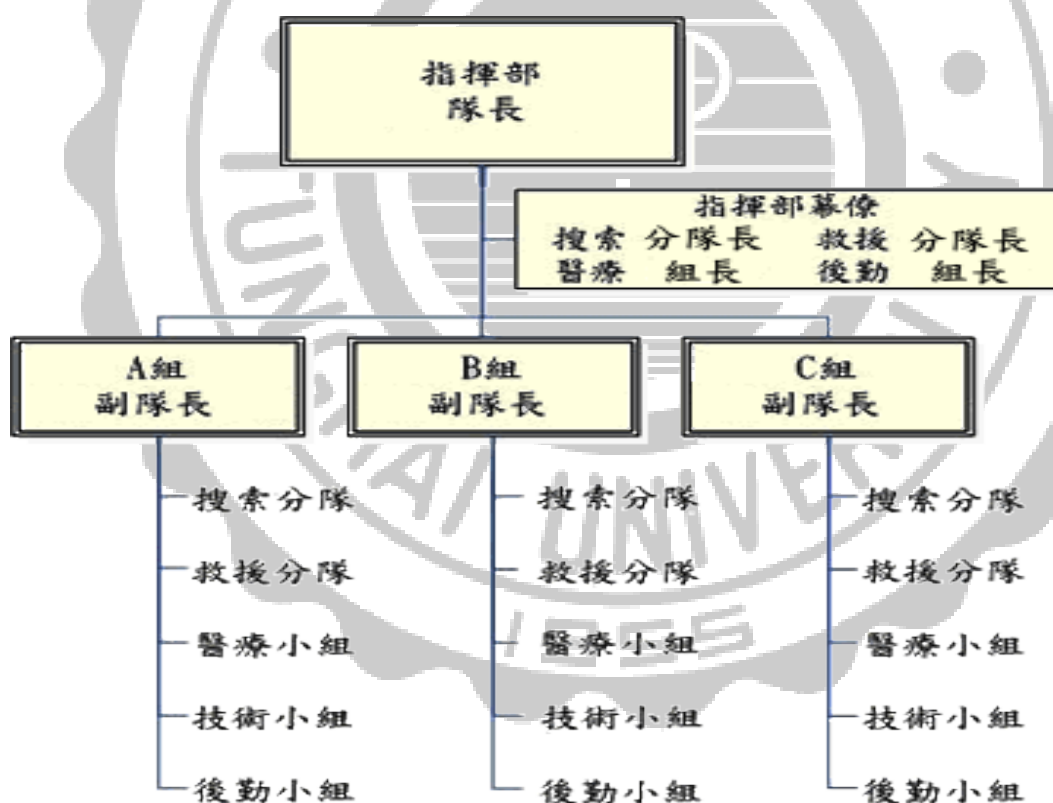 指揮部
隊長
指揮部幕僚
搜索 分隊長 救援 分隊長
醫療 組長 後勤 組長
A組
副隊長
B組
副隊長
C組
副隊長
搜索分隊
救援分隊
醫療小組
技術小組
後勤小組
搜索分隊
救援分隊
醫療小組
技術小組
後勤小組
搜索分隊
救援分隊
醫療小組
技術小組
後勤小組
UNIVER
1955